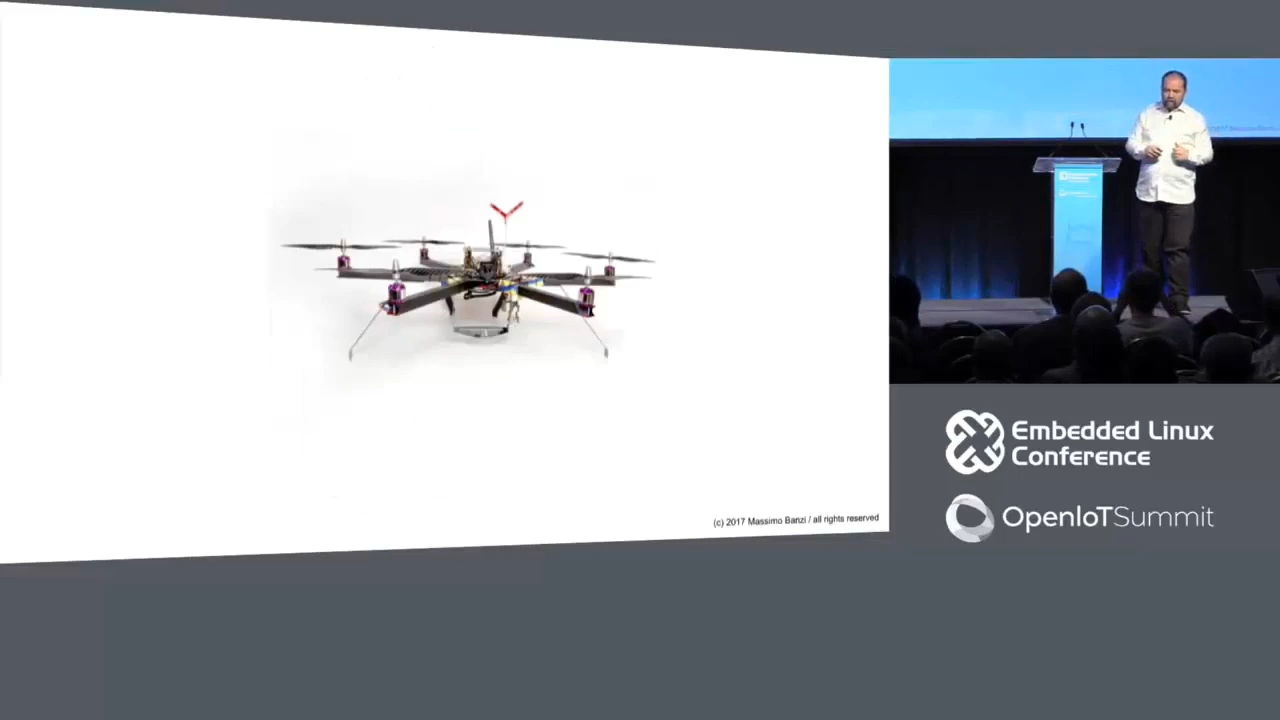 (c) 2017 Massimo Banzi / all rights reserved
Embedded Linux
Conference
OpenIoTSummit